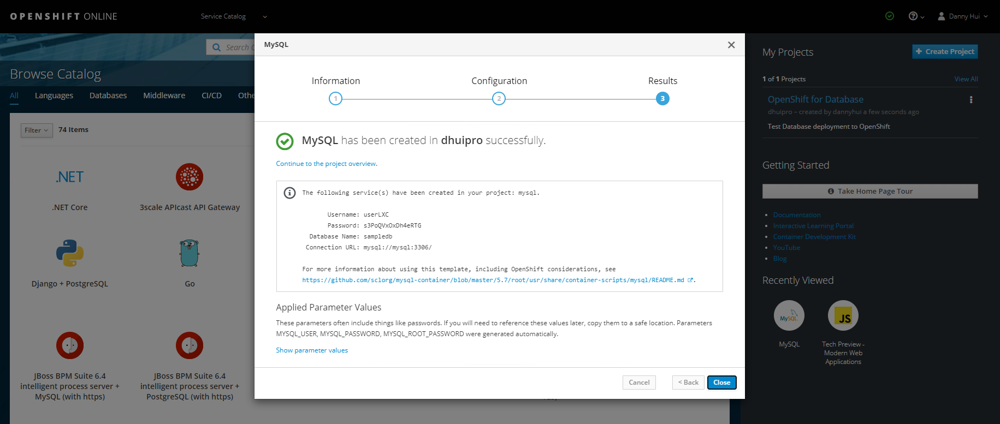 OPENSHIFT ONLINE
Service Catalog
Danny Hui
Search
Browse Catalog
All Languages Databases Middleware CI/CD Othe
Filter 74 Items
.NET
.NET Core
3scale APIcast API Gateway
Django + PostgreSQL
Go
JBoss BPM Suite 6.4
intelligent process server +
MySQL (with https)
JBoss BPM Suite 6.4
intelligent process server +
PostgreSQL (with https)
MySQL
Information
Configuration
Results
1
2
3
MySQL has been created in dhuipro successfully.
Continue to the project overview.
The following service(s) have been created in your project: mysql.
Username: userLXC
Password: s3PoQVxOxDh4eRTG
Database Name: sampledb
Connection URL: mysql://mysql:3306/
For more information about using this template, including OpenShift considerations, see
https://github.com/sclorg/mysql-container/blob/master/5.7/root/usr/share/container-scripts/mysql/README.md .
Applied Parameter Values
These parameters often include things like passwords. If you will need to reference these values later, copy them to a safe location. Parameters
MYSQL_USER, MYSQL_PASSWORD, MYSQL_ROOT_PASSWORD were generated automatically.
Show parameter values
Cancel
< Back
Close
My Projects
Create Project
1 of 1 Projects
View All
OpenShift for Database
dhuipro – created by dannyhui a few seconds ago
Test Database deployment to OpenShift
Getting Started
Take Home Page Tour
Documentation
Interactive Learning Portal
Container Development Kit
YouTube
Blog
Recently Viewed
MySQL
JS
MySQL
Tech Preview -
Modern Web
Applications